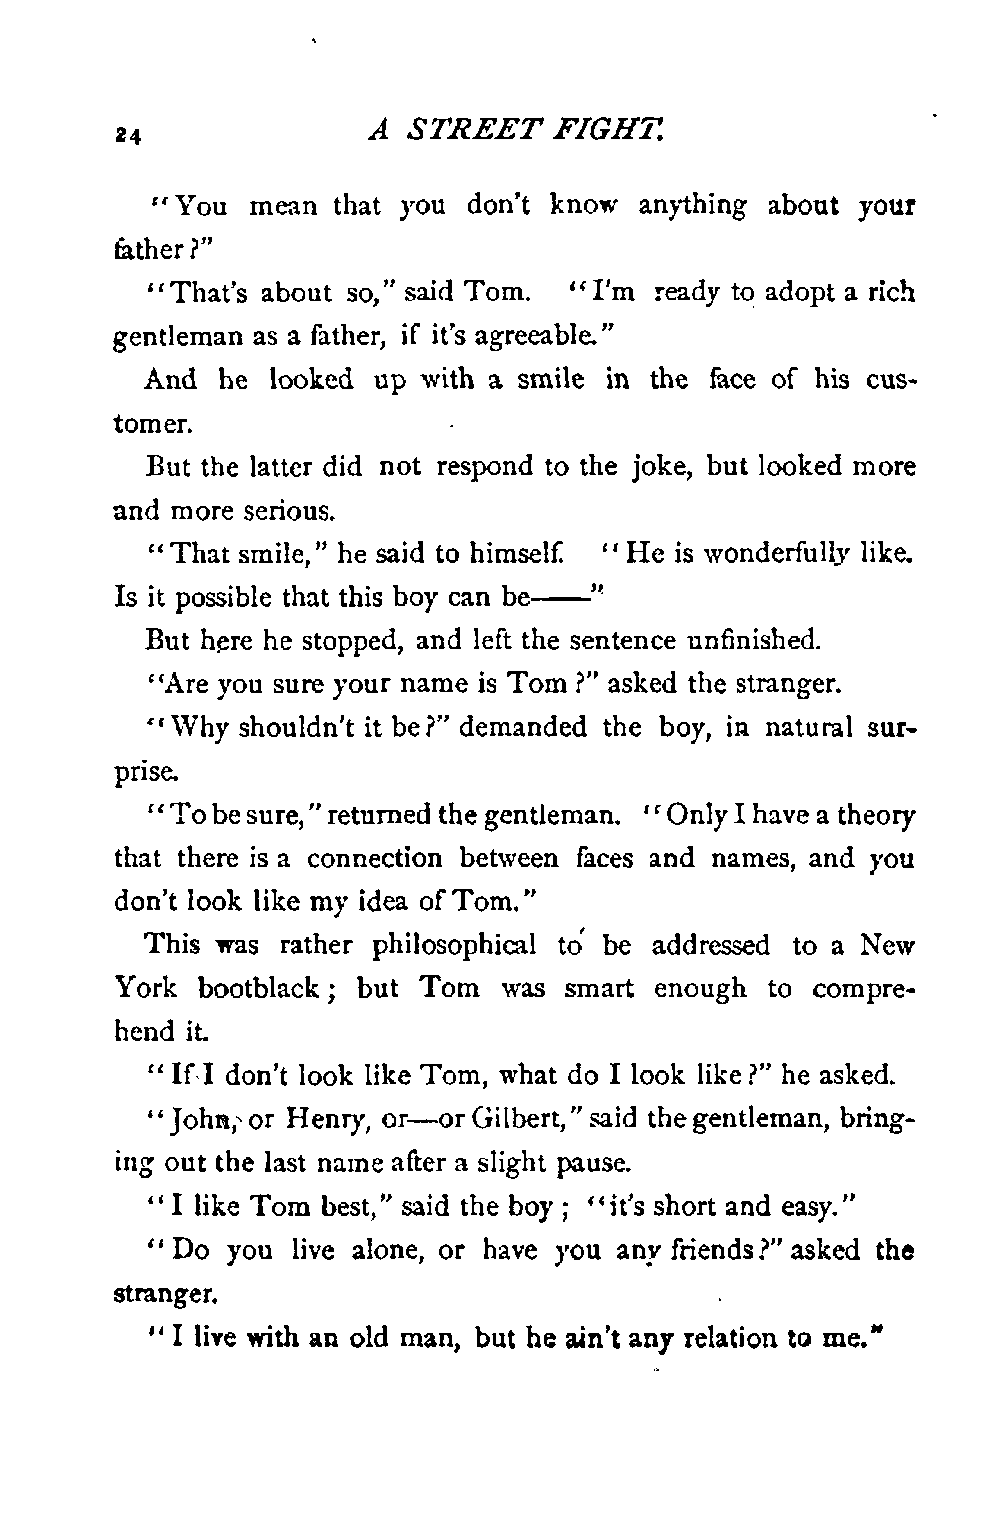 24 A STREET FIGHT.
"You mean that you don't know anything about your
father?"
"That's about so," said Tom. "I'm ready to adopt a rich
gentleman as a father, if it's agreeable."
And he looked up with a smile in the face of his cus-
tomer.
But the latter did not respond to the joke, but looked more
and more serious.
"That smile," he said to himself. "He is wonderfully like.
Is it possible that this boy can be——"
But here he stopped, and left the sentence unfinished.
"Are you sure your name is Tom?" asked the stranger.
"Why shouldn't it be?" demanded the boy, in natural sur-
prise.
"To be sure," returned the gentleman. "Only I have a theory
that there is a connection between faces and names, and you
don't look like my idea of Tom."
This was rather philosophical to be addressed to a New
York bootblack; but Tom was smart enough to compre-
hend it.
"If I don't look like Tom, what do I look like?" he asked.
"John, or Henry, or—or Gilbert," said the gentleman, bring-
ing out the last name after a slight pause.
"I like Tom best," said the boy; "it's short and easy."
"Do you live alone, or have you any friends?" asked the
stranger.
"I live with an old man, but he ain't any relation to me."